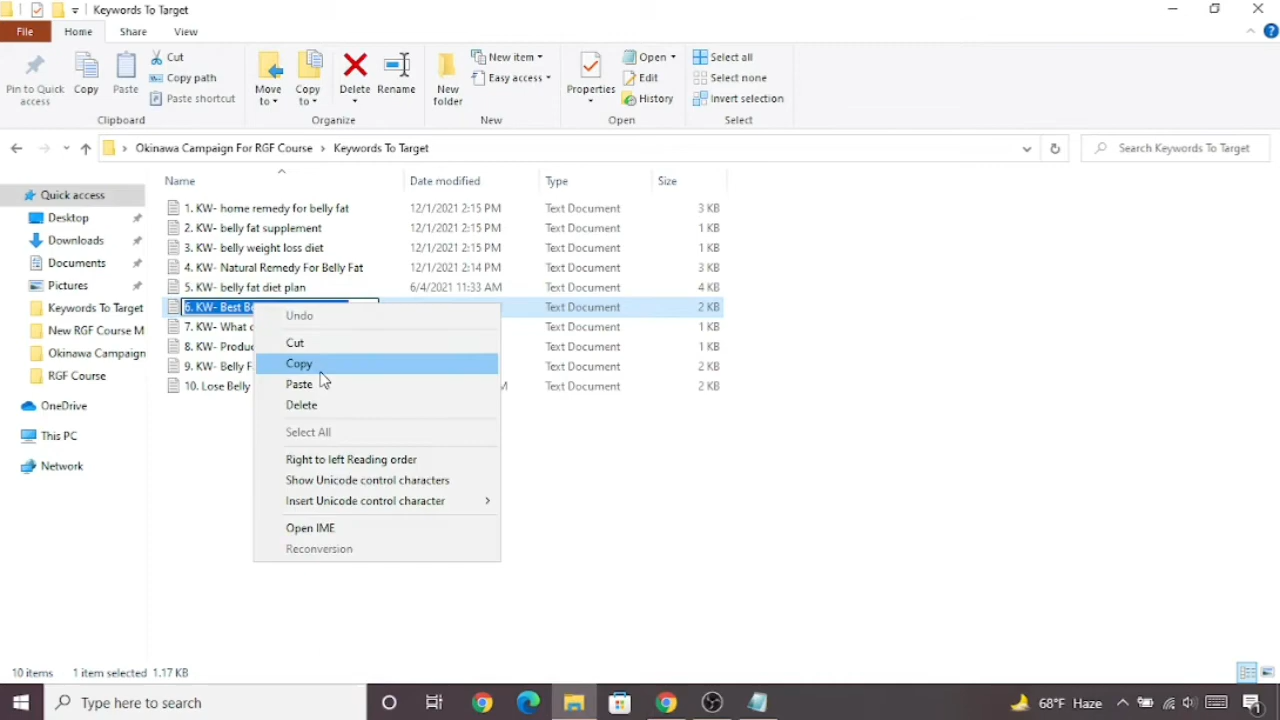 Keywords To Target
File
Home
Share
View
Pin to Quick access
Copy
Paste
Cut
Copy path
Paste shortcut
Clipboard
Move to
Copy to
Delete
Rename
Organize
New folder
New item
Easy access
New
Properties
Open
Edit
History
Open
Select all
Select none
Invert selection
Select
Okinawa Campaign For RGF Course > Keywords To Target
Search Keywords To Target
Name Date modified Type Size
1. KW- home remedy for belly fat 12/1/2021 2:15 PM Text Document 3 KB
2. KW- belly fat supplement 12/1/2021 2:15 PM Text Document 1 KB
3. KW- belly weight loss diet 12/1/2021 2:15 PM Text Document 1 KB
4. KW- Natural Remedy For Belly Fat 12/1/2021 2:14 PM Text Document 3 KB
5. KW- belly fat diet plan 6/4/2021 11:33 AM Text Document 4 KB
6. KW- Best Text Document 2 KB
7. KW- What Text Document 1 KB
8. KW- Text Document 1 KB
9. KW- Belly Text Document 2 KB
10. Lose Belly Text Document 2 KB
Quick access
Desktop
Downloads
Documents
Pictures
Keywords To Target
New RGF Course M
Okinawa Campaign
RGF Course
OneDrive
This PC
Network
Undo
Cut
Copy
Paste
Delete
Select All
Right to left Reading order
Show Unicode control characters
Insert Unicode control character
Open IME
Reconversion
10 items 1 item selected 1.17 KB
Type here to search
68°F Haze
1